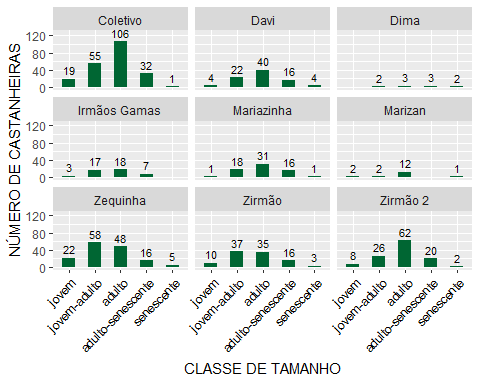 Coletivo Davi Dima
120 80 40 0
19 55 106 32 1
4 22 40 16 4
2 3 3 2
Irmãos Gamas Mariazinha Marizan
120 80 40 0
3 17 18 7
1 18 31 16 1
2 2 12 1
Zequinha Zirmão Zirmão 2
120 80 40 0
22 58 48 16 5
10 37 35 16 3
8 26 62 20 2
jovem jovem-adulto adulto adulto-senescente senescente
jovem jovem-adulto adulto adulto-senescente senescente
jovem jovem-adulto adulto adulto-senescente senescente
NÚMERO DE CASTANHEIRAS
CLASSE DE TAMANHO